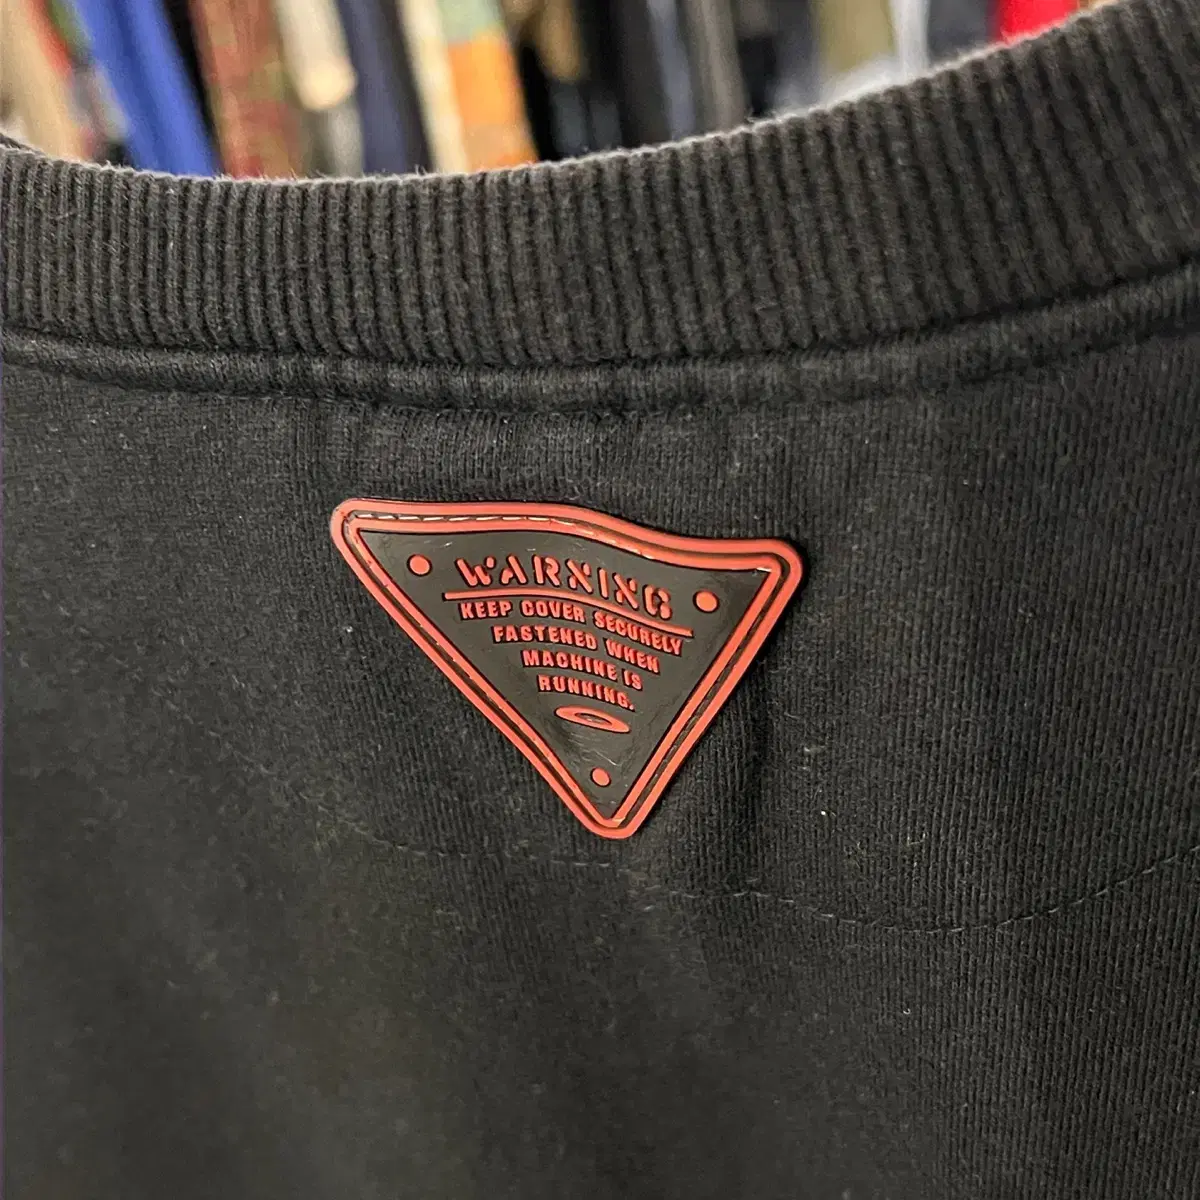 WARNING
KEEP COVER SECURELY
FASTENED WHEN
MACHINE IS
RUNNING.